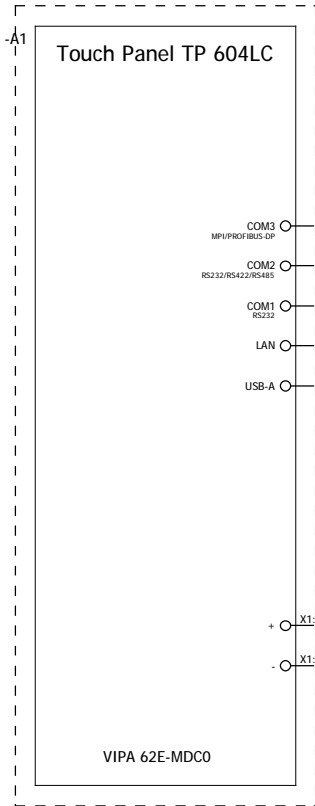 -A1
Touch Panel TP 604LC
COM3
MPI/PROFIBUS-DP
COM2
RS232/RS422/RS485
COM1
RS232
LAN
USB-A
+ X1:
- X1:
VIPA 62E-MDC0